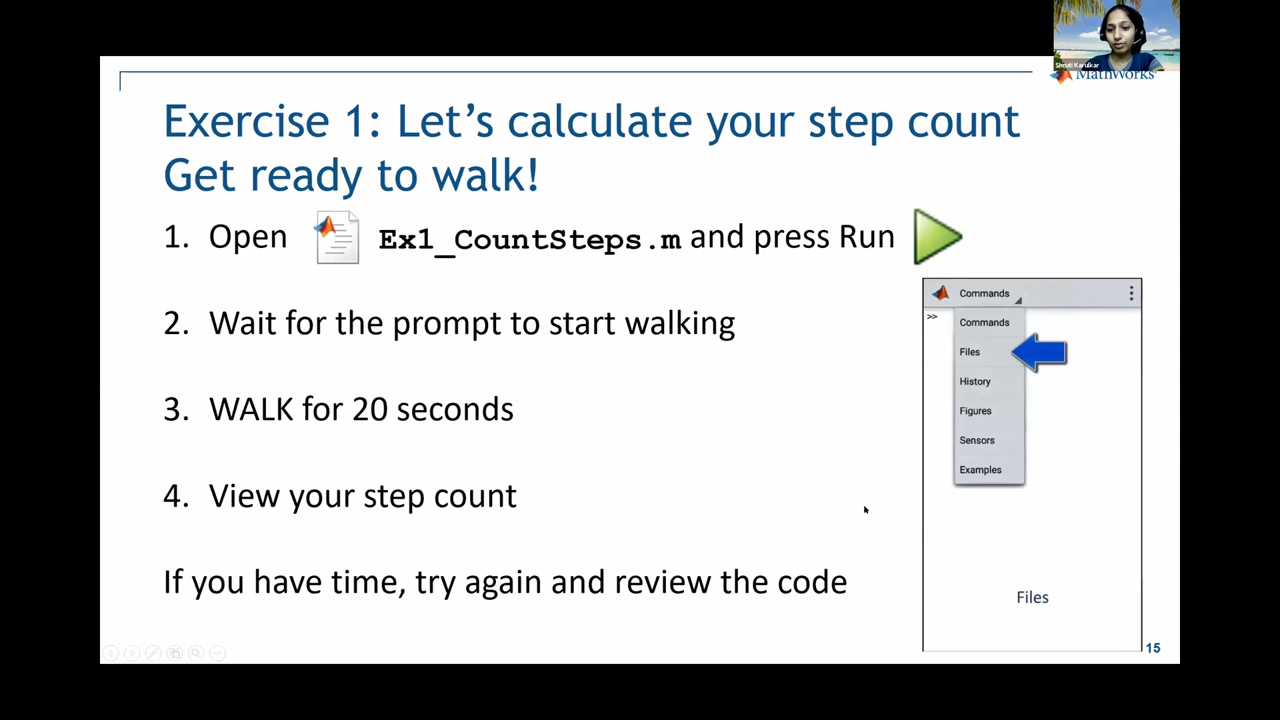 Shruti Karulkar
MathWorks
Exercise 1: Let's calculate your step count
Get ready to walk!
1. Open Ex1_CountSteps.m and press Run
2. Wait for the prompt to start walking
3. WALK for 20 seconds
4. View your step count
If you have time, try again and review the code
Commands
>>
Commands
Files
History
Figures
Sensors
Examples
Files
15